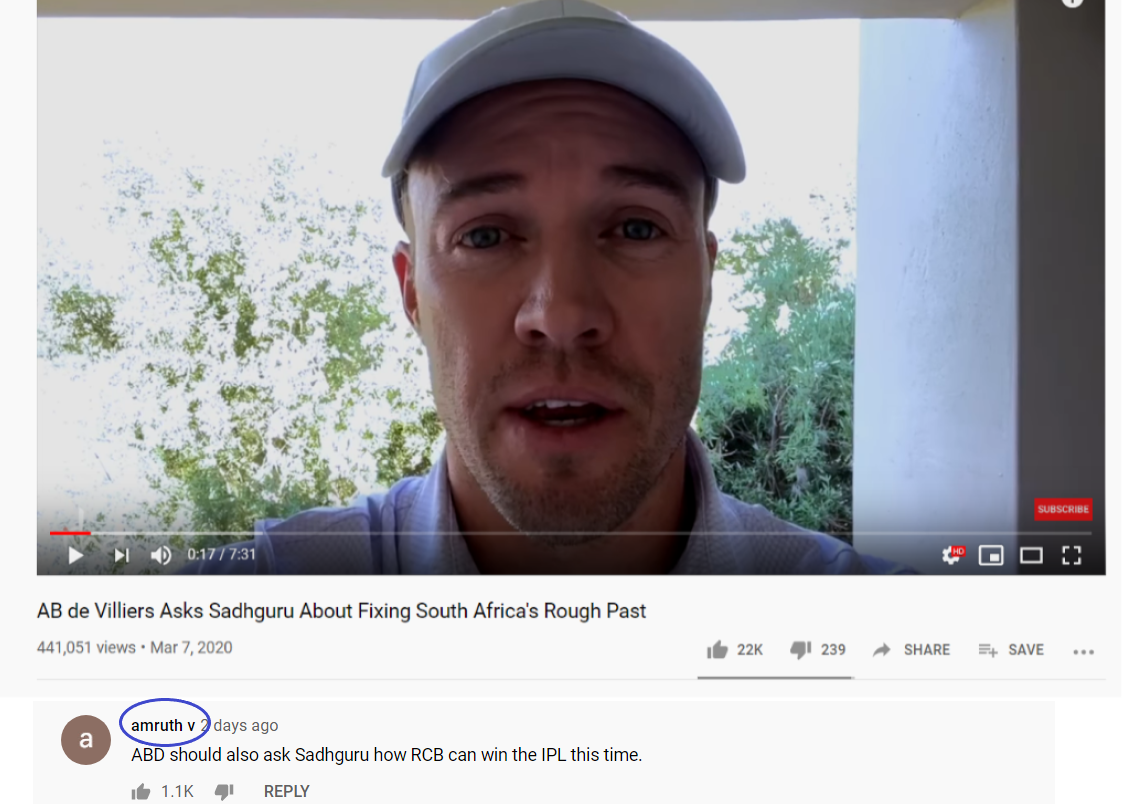 SUBSCRIBE
0:17 / 7:31
HD
AB de Villiers Asks Sadhguru About Fixing South Africa's Rough Past
441,051 views • Mar 7, 2020
22K 239 SHARE SAVE
a
amruth v 2 days ago
ABD should also ask Sadhguru how RCB can win the IPL this time.
1.1K REPLY